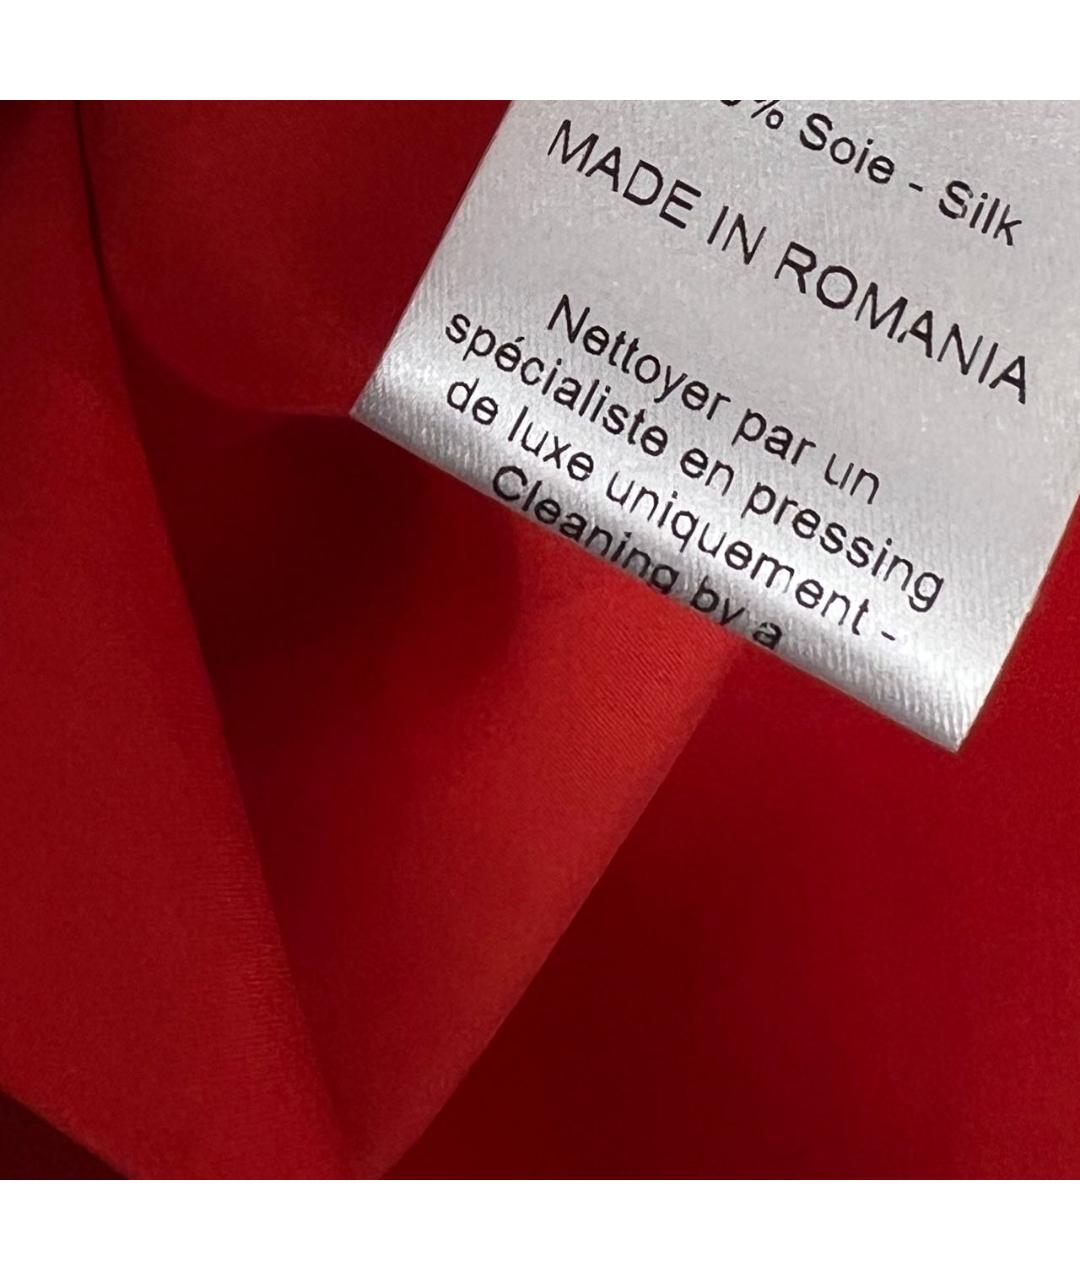 % Soie - Silk
MADE IN ROMANIA
Nettoyer par un
spécialiste en pressing
de luxe uniquement -
Cleaning by a